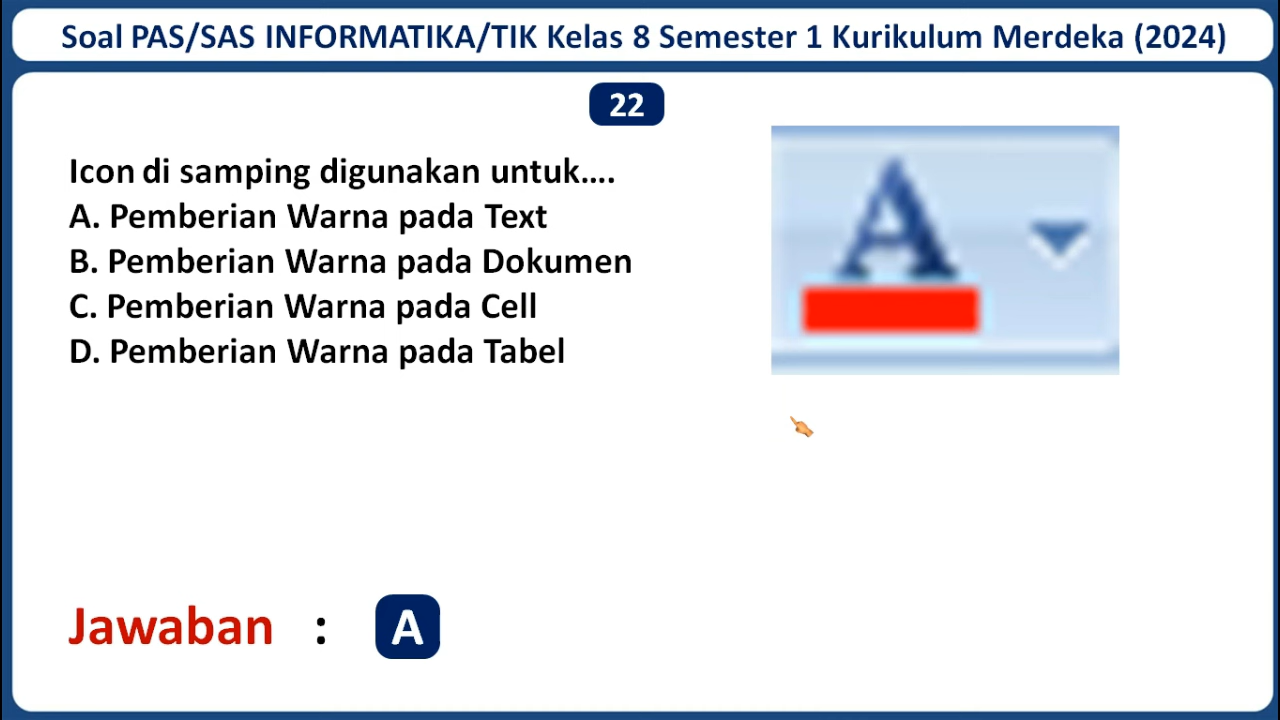 Soal PAS/SAS INFORMATIKA/TIK Kelas 8 Semester 1 Kurikulum Merdeka (2024)
22
Icon di samping digunakan untuk....
A. Pemberian Warna pada Text
B. Pemberian Warna pada Dokumen
C. Pemberian Warna pada Cell
D. Pemberian Warna pada Tabel
A
Jawaban : A